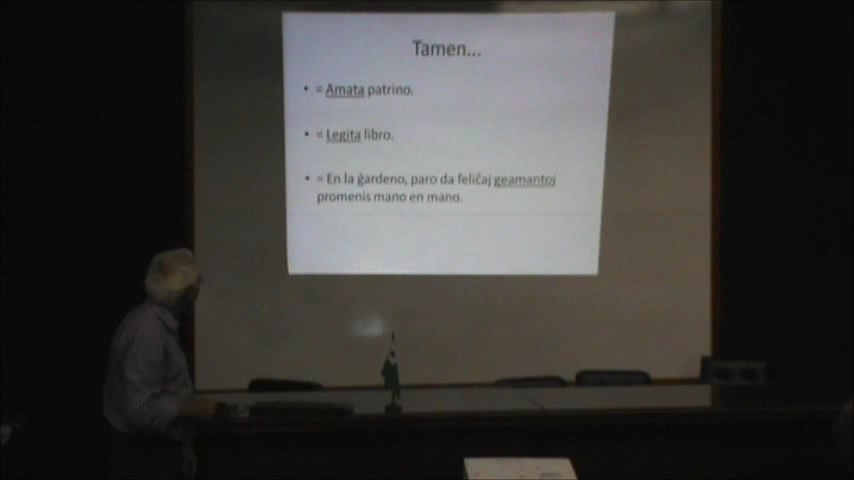 Tamen...
• = Amata patrino.
• = Legita libro.
• = En la ĝardeno, paro da feliĉaj geamantoj
promenis mano en mano.